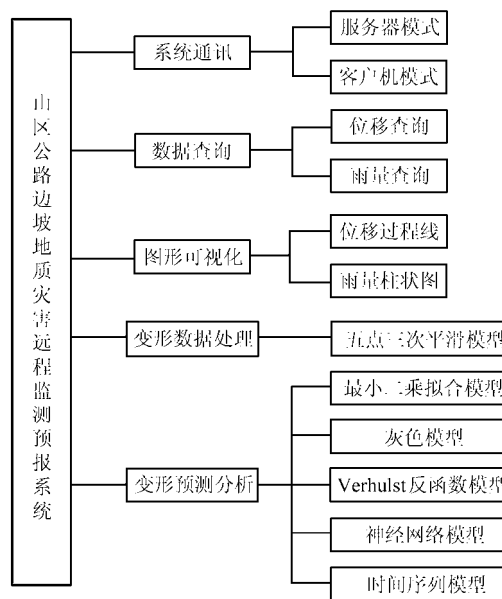 山区公路边坡地质灾害远程监测预报系统
系统通讯
服务器模式
客户机模式
数据查询
位移查询
雨量查询
图形可视化
位移过程线
雨量柱状图
变形数据处理
五点三次平滑模型
变形预测分析
最小二乘拟合模型
灰色模型
Verhulst反函数模型
神经网络模型
时间序列模型